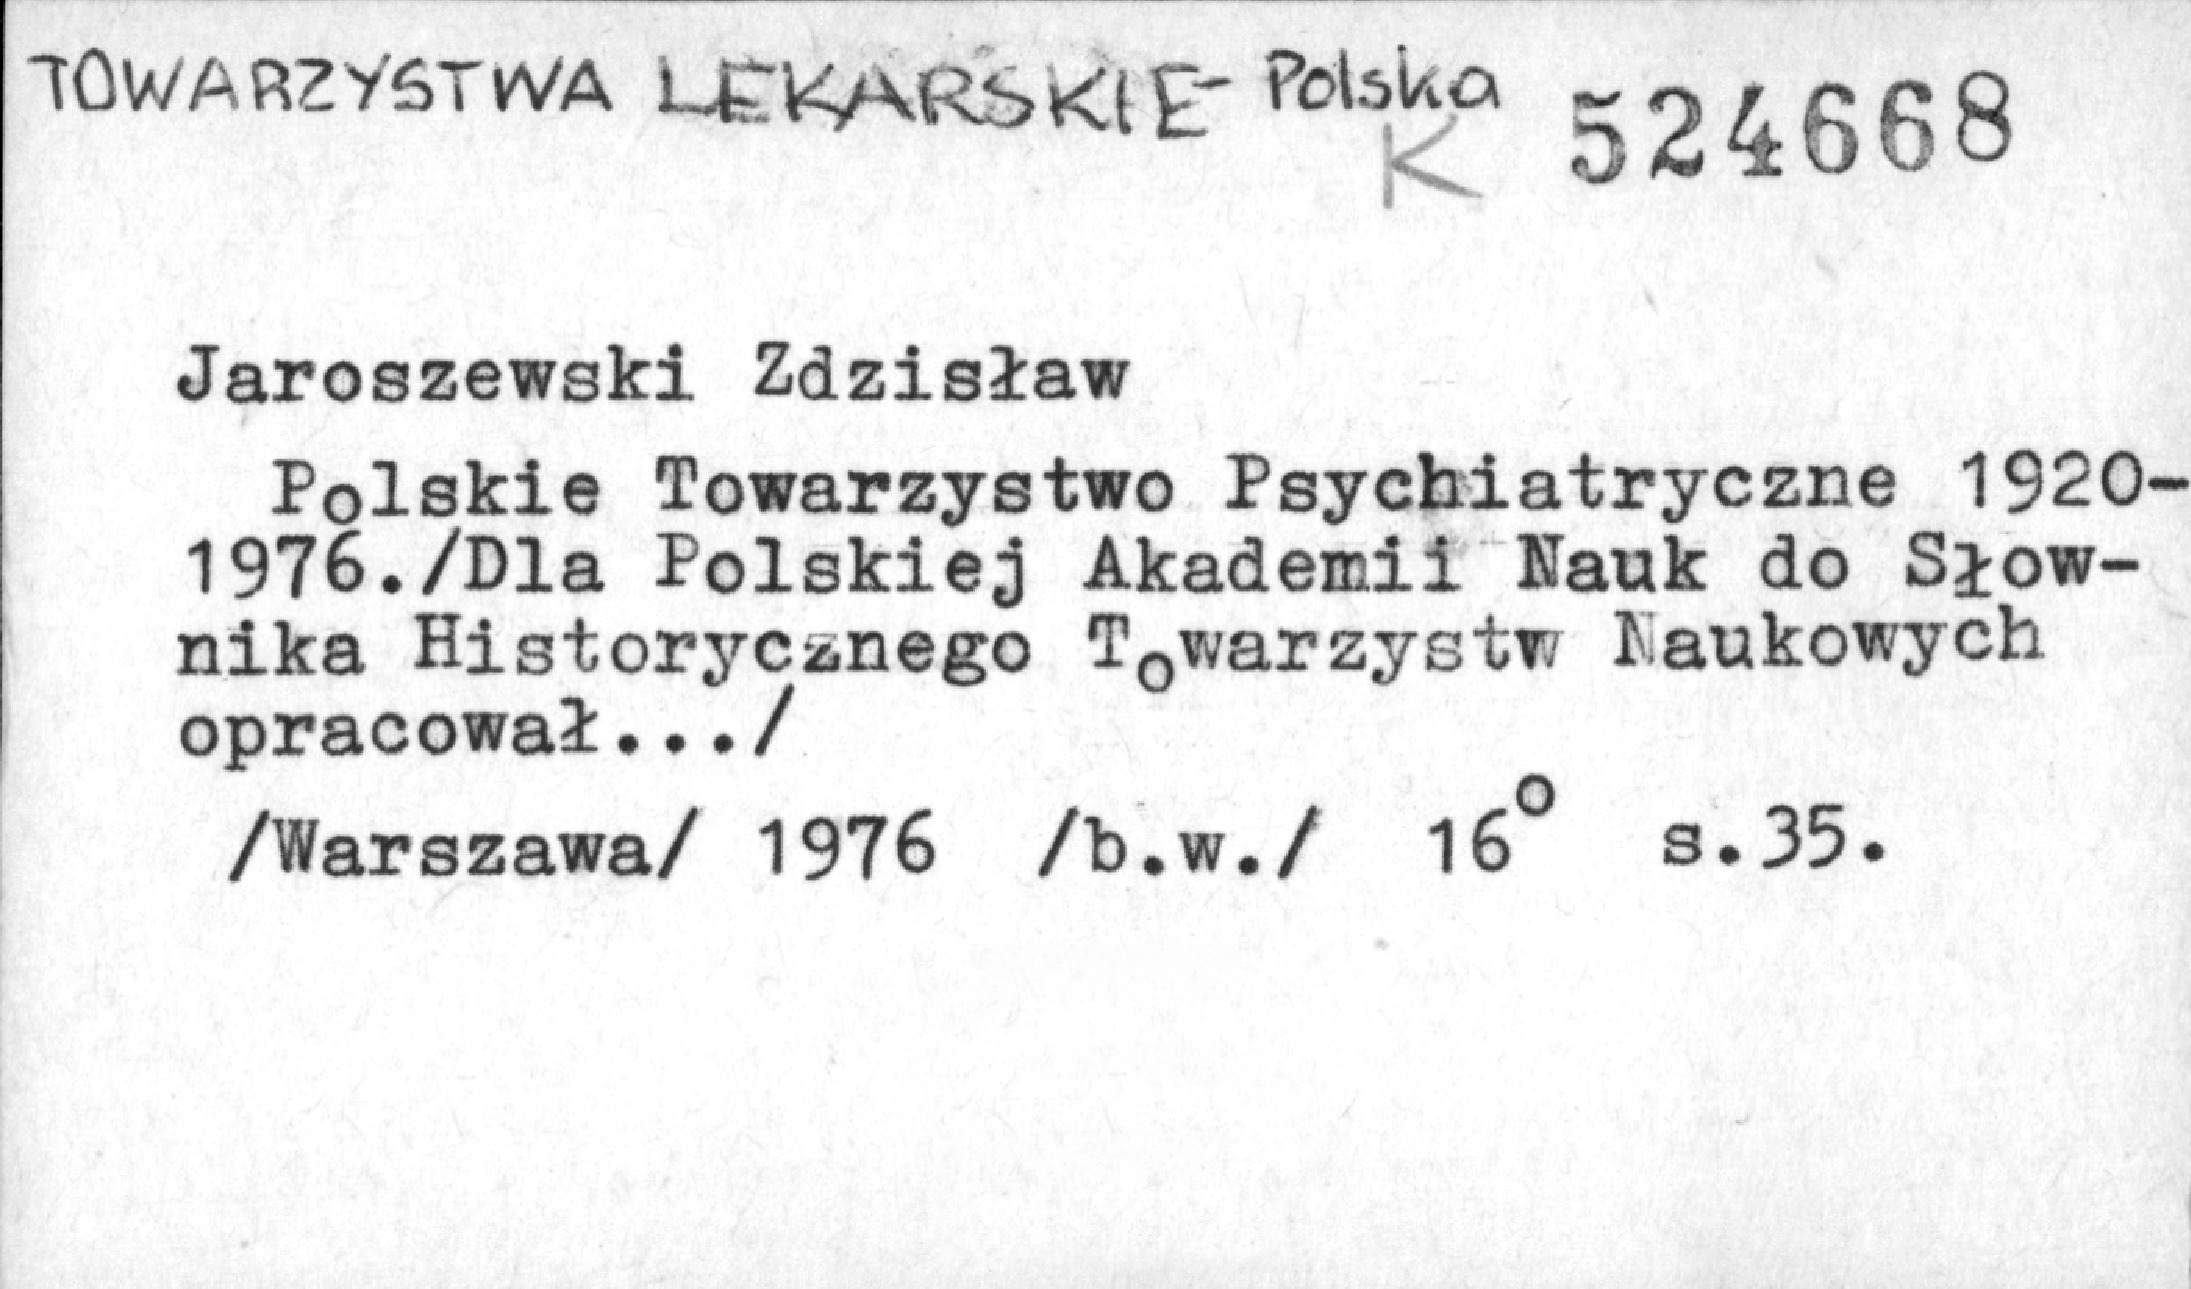 TOWARZYSTWA LEKARSKIE - Polska
K 524668
Jaroszewski Zdzisław
Polskie Towarzystwo Psychiatryczne 1920-
1976./Dla Polskiej Akademii Nauk do Słow-
nika Historycznego Towarzystw Naukowych
opracował.../
/Warszawa/ 1976 /b.w./ 16° s.35.